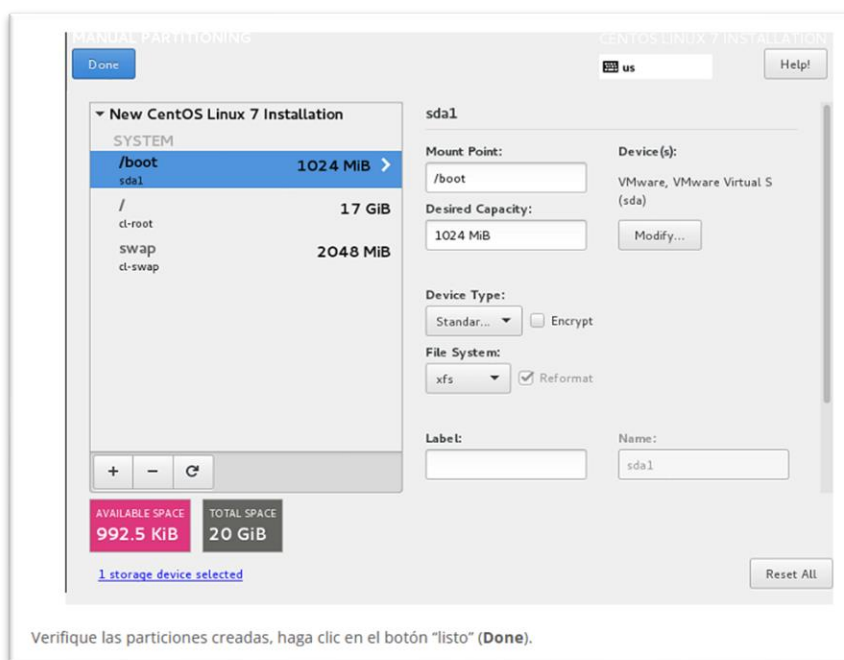 MANUAL PARTITIONING
CENTOS LINUX 7 INSTALLATION
Done
us
Help!
New CentOS Linux 7 Installation
SYSTEM
/boot 1024 MiB
sda1
/ 17 GiB
cl-root
swap 2048 MiB
cl-swap
+ −
AVAILABLE SPACE
992.5 KiB
TOTAL SPACE
20 GiB
1 storage device selected
sda1
Mount Point:
/boot
Desired Capacity:
1024 MiB
Device(s):
VMware, VMware Virtual S
(sda)
Modify...
Device Type:
Standar... Encrypt
File System:
xfs Reformat
Label:
Name:
sda1
Reset All
Verifique las particiones creadas, haga clic en el botón “listo” (Done).